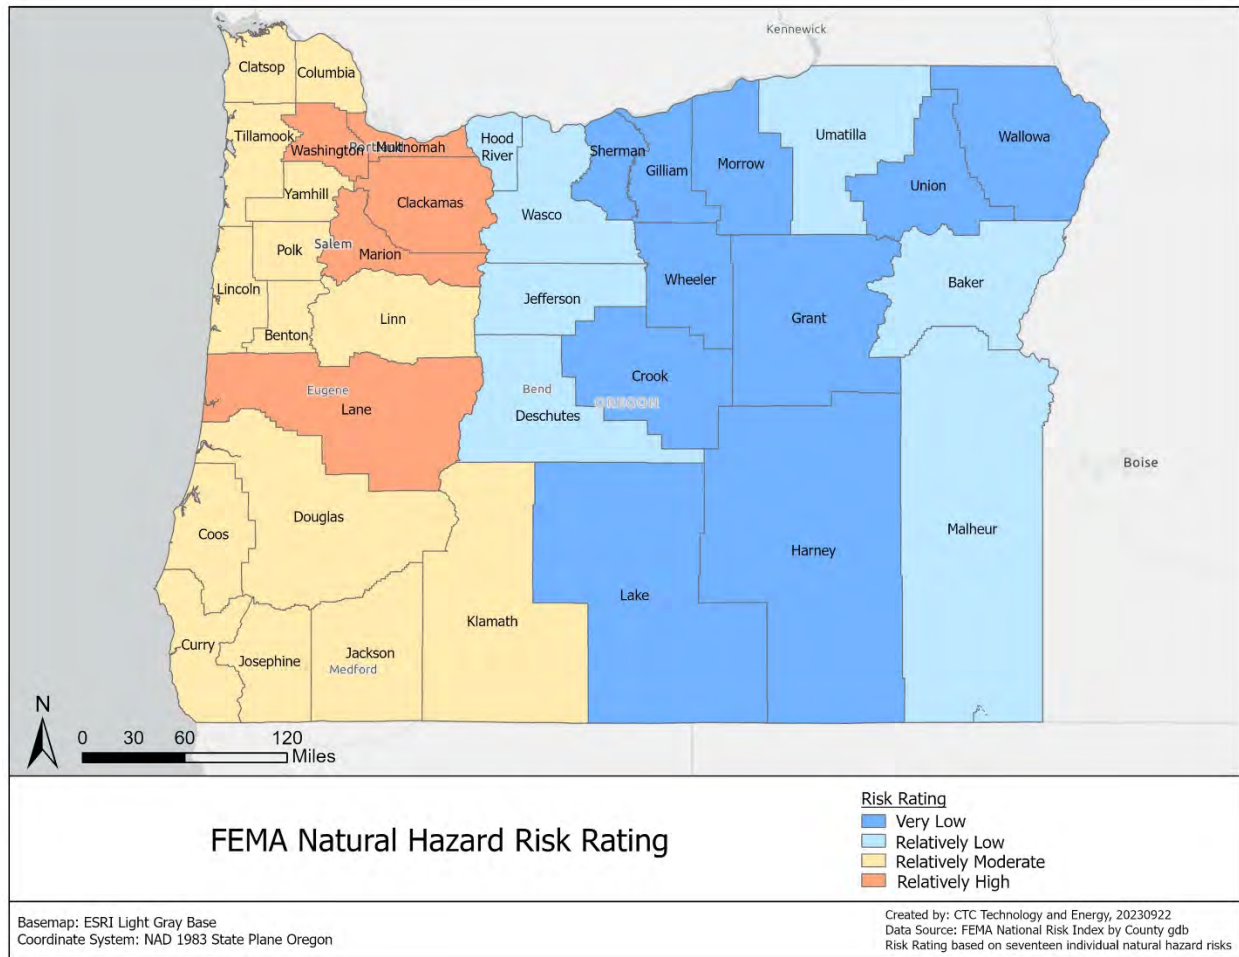 Kennewick
Clatsop
Columbia
Tillamook
Washington
Portland
Multnomah
Hood
River
Sherman
Gilliam
Morrow
Umatilla
Wallowa
Union
Yamhill
Clackamas
Wasco
Salem
Polk
Marion
Wheeler
Baker
Lincoln
Linn
Jefferson
Grant
Benton
Crook
Eugene
Lane
Bend
Deschutes
OREGON
Boise
Douglas
Coos
Malheur
Harney
Lake
Klamath
Curry
Josephine
Jackson
Medford
N
0 30 60 120
Miles
FEMA Natural Hazard Risk Rating
Risk Rating
Very Low
Relatively Low
Relatively Moderate
Relatively High
Basemap: ESRI Light Gray Base
Coordinate System: NAD 1983 State Plane Oregon
Created by: CTC Technology and Energy, 20230922
Data Source: FEMA National Risk Index by County gdb
Risk Rating based on seventeen individual natural hazard risks